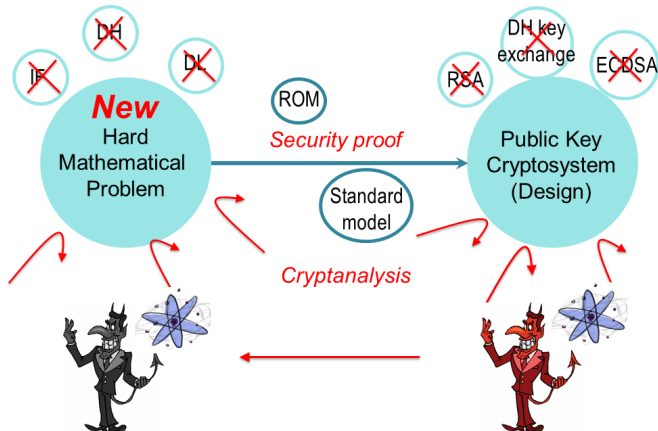 DH
IF
DL
New
Hard
Mathematical
Problem
ROM
Security proof
Standard
model
Cryptanalysis
DH key
exchange
RSA
ECDSA
Public Key
Cryptosystem
(Design)